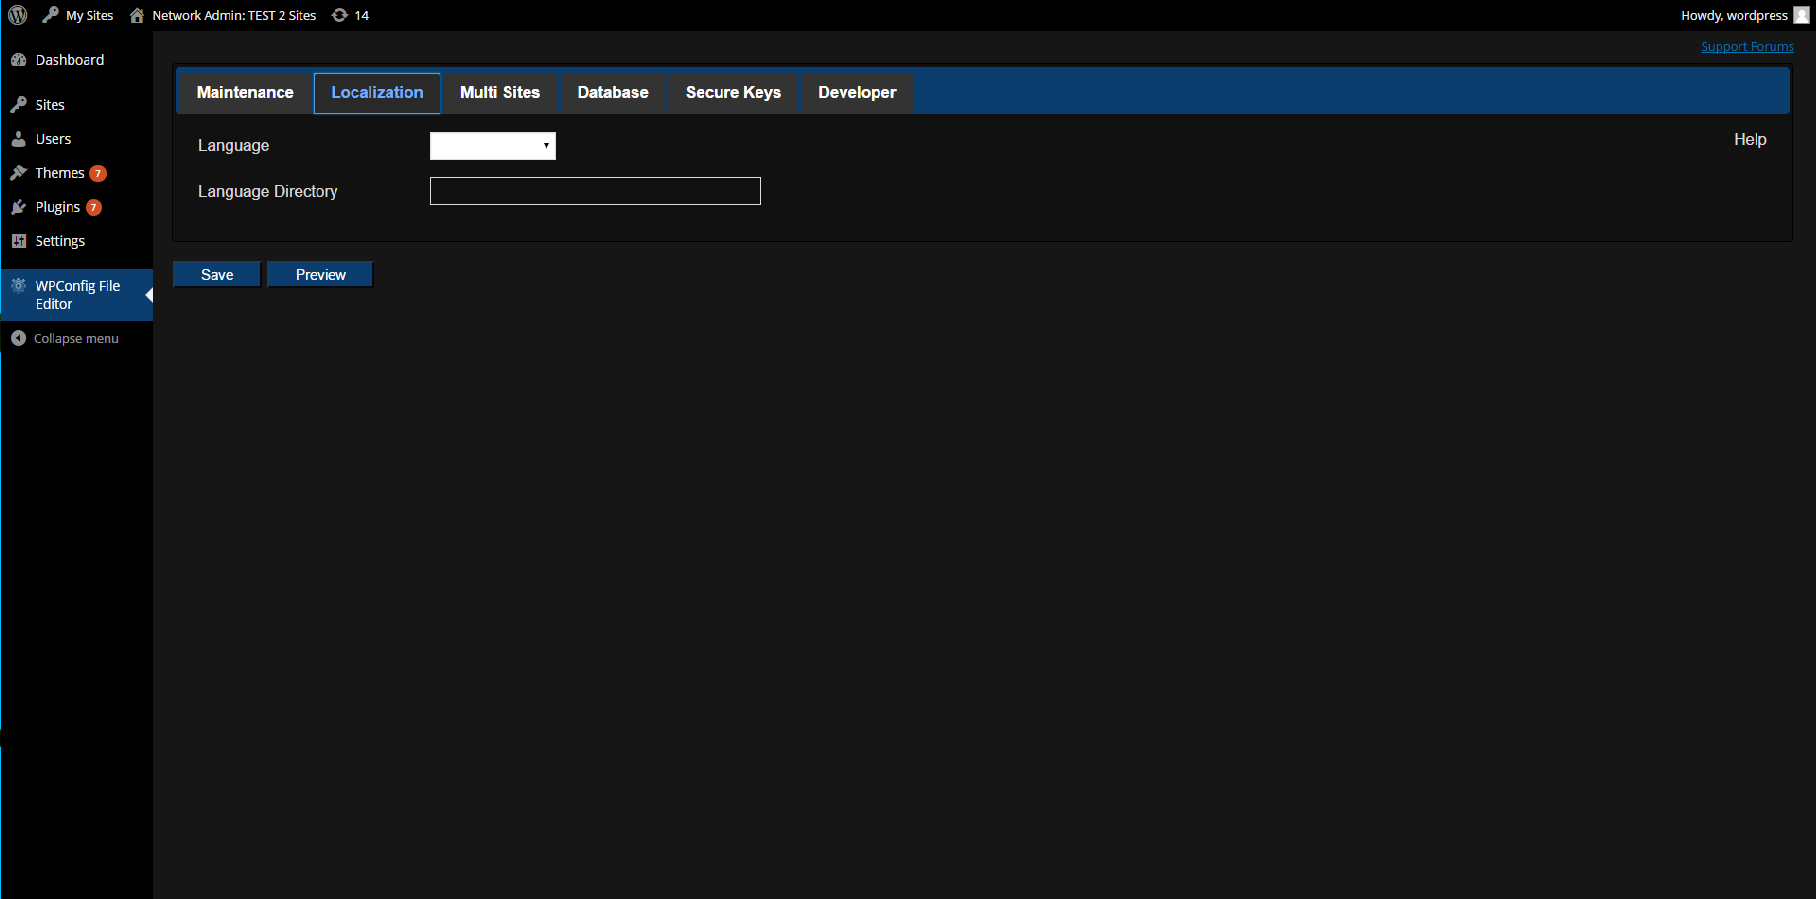 My Sites Network Admin: TEST 2 Sites 14 Howdy, wordpress
Support Forums
Dashboard
Sites
Users
Themes 7
Plugins 7
Settings
WPConfig File
Editor
Collapse menu
Maintenance Localization Multi Sites Database Secure Keys Developer
Help
Language
Language Directory
Save Preview